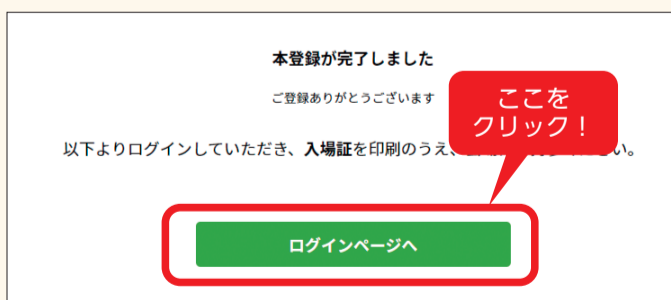 本登録が完了しました
ご登録ありがとうございます
ここを
クリック!
以下よりログインしていただき、入場証を印刷のうえ、い。
ログインページへ